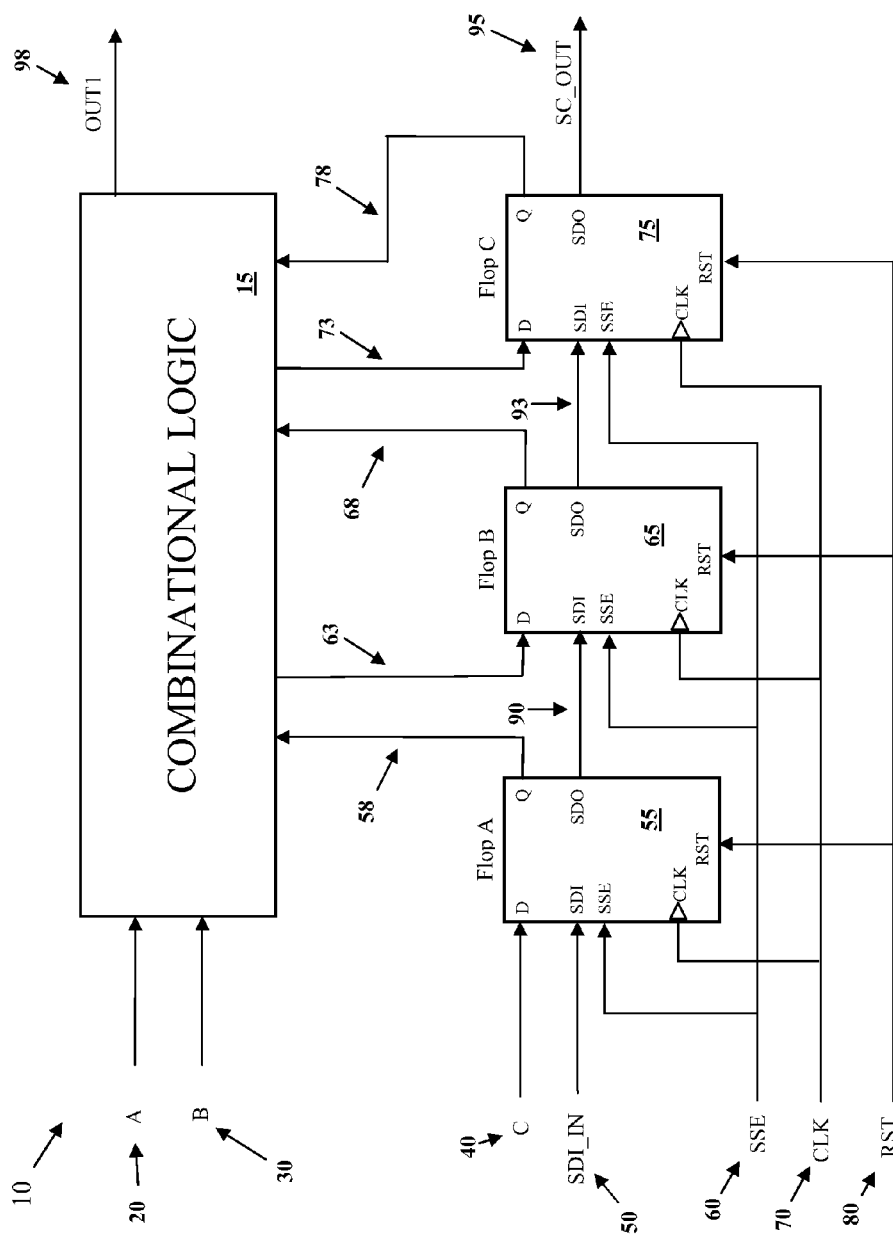 10
A
20
B
30
COMBINATIONAL LOGIC
15
OUT1
98
58
63
68
73
78
C
40
SDI_IN
50
Flop A
D
Q
SDI
SDO
SSE
55
CLK
RST
90
Flop B
D
Q
SDI
SDO
SSE
65
CLK
RST
93
Flop C
D
Q
SDI
SDO
SSE
75
CLK
RST
SC_OUT
95
60
SSE
70
CLK
80
RST